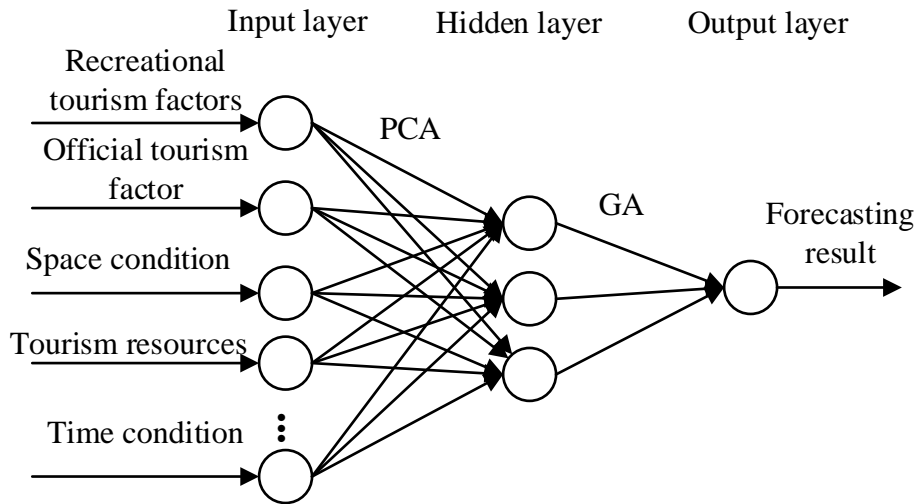 Input layer
Hidden layer
Output layer
Recreational
tourism factors
PCA
Official tourism
factor
GA
Forecasting
result
Space condition
Tourism resources
Time condition